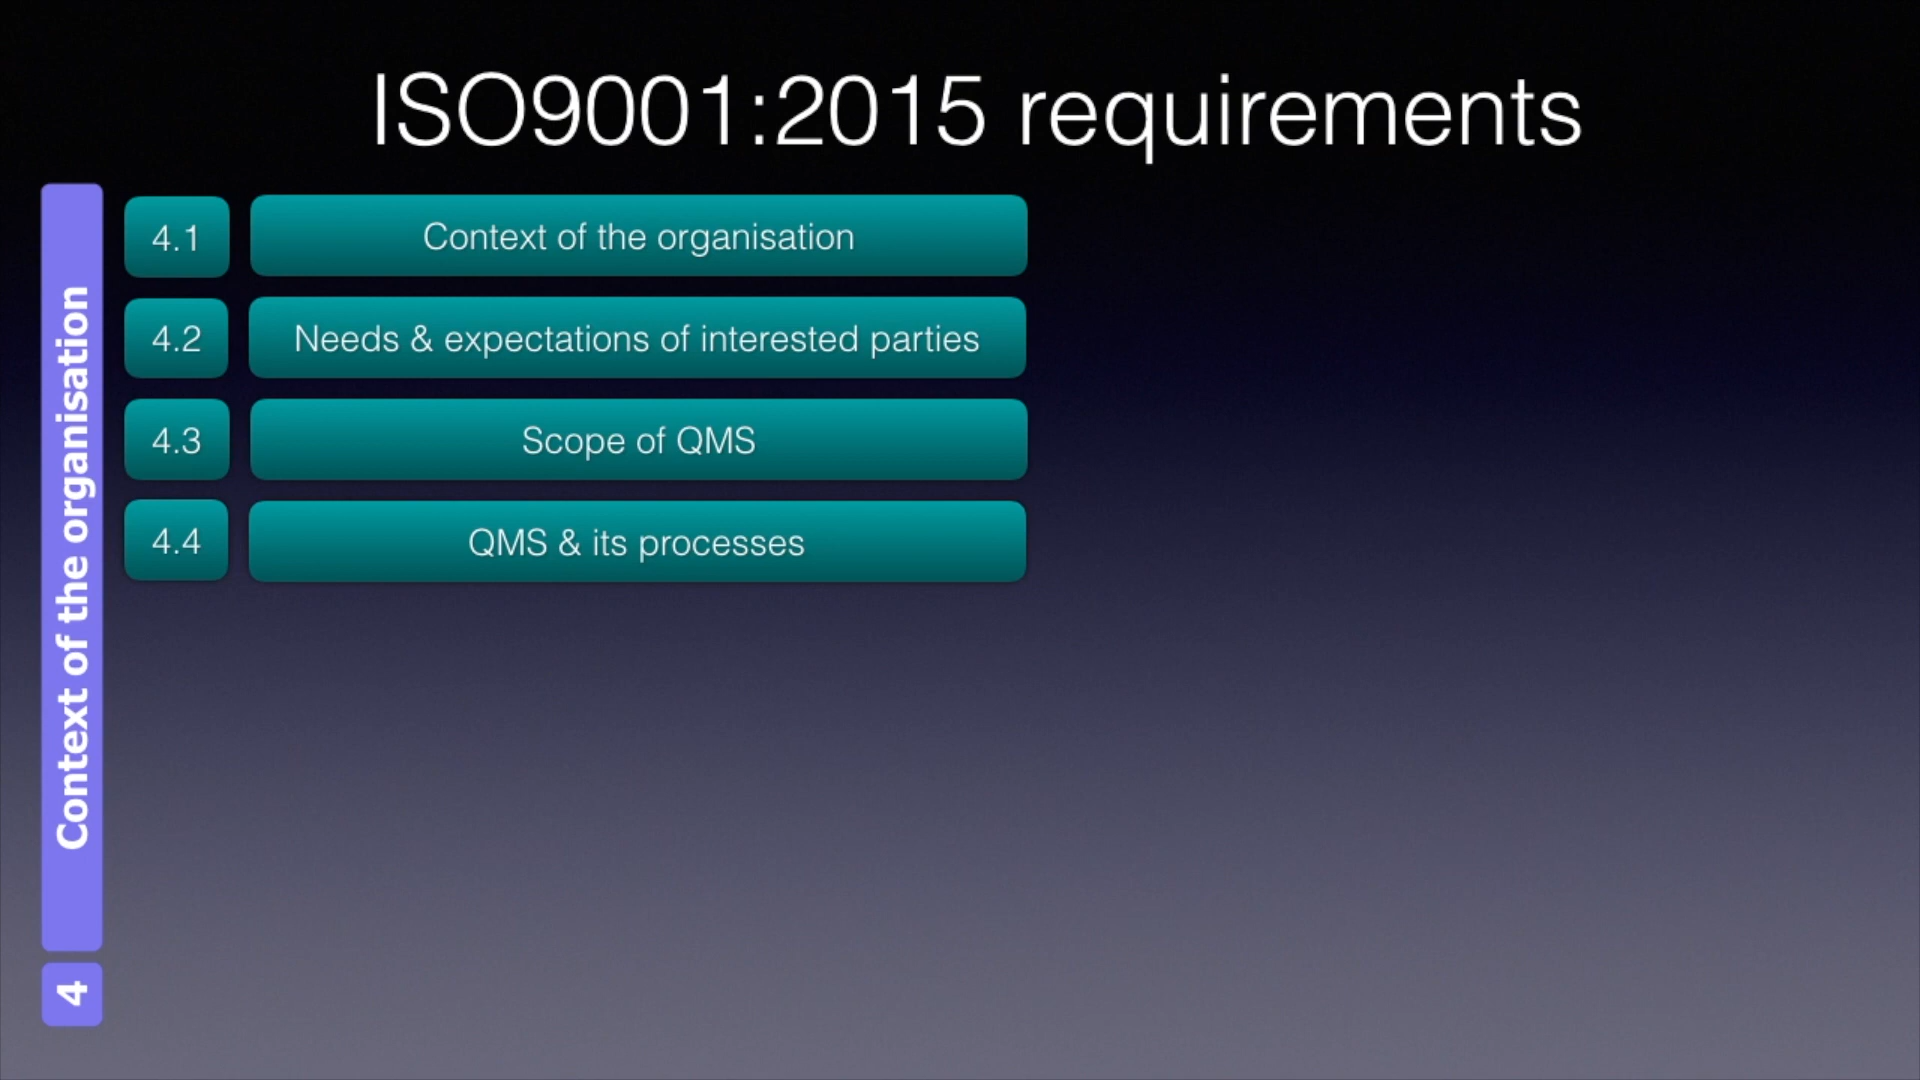 ISO9001:2015 requirements
4 Context of the organisation
4.1 Context of the organisation
4.2 Needs & expectations of interested parties
4.3 Scope of QMS
4.4 QMS & its processes